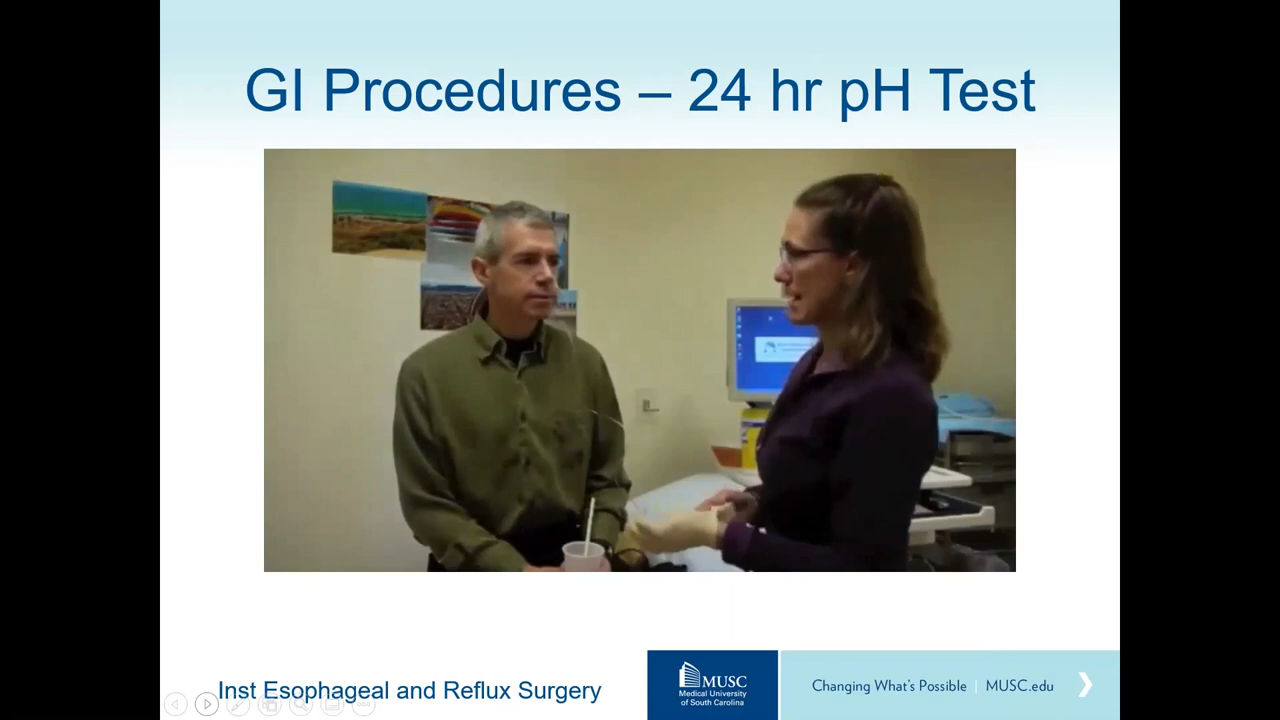 GI Procedures – 24 hr pH Test
Inst Esophageal and Reflux Surgery
MUSC
Medical University
of South Carolina
Changing What's Possible | MUSC.edu